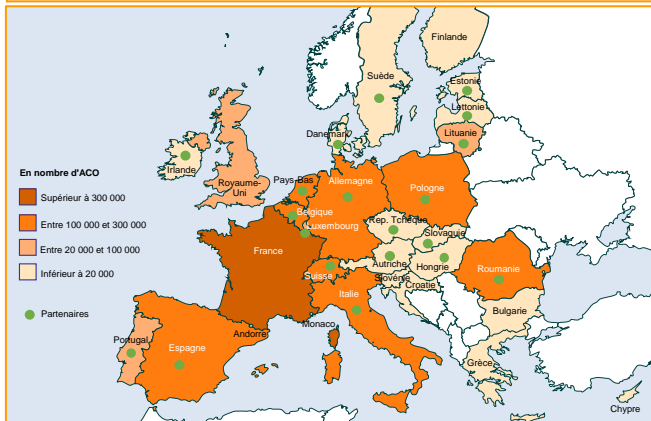 Finlande
Suède
Estonie
Lettonie
Danemark
Lituanie
Irlande
Royaume-
Uni
Pays-Bas
Allemagne
Pologne
Belgique
Luxembourg
Rep. Tchèque
Slovaquie
Autriche
Hongrie
France
Suisse
Slovénie
Croatie
Roumanie
Italie
Bulgarie
Monaco
Andorre
Portugal
Espagne
Grèce
Chypre
En nombre d'ACO
Supérieur à 300 000
Entre 100 000 et 300 000
Entre 20 000 et 100 000
Inférieur à 20 000
Partenaires